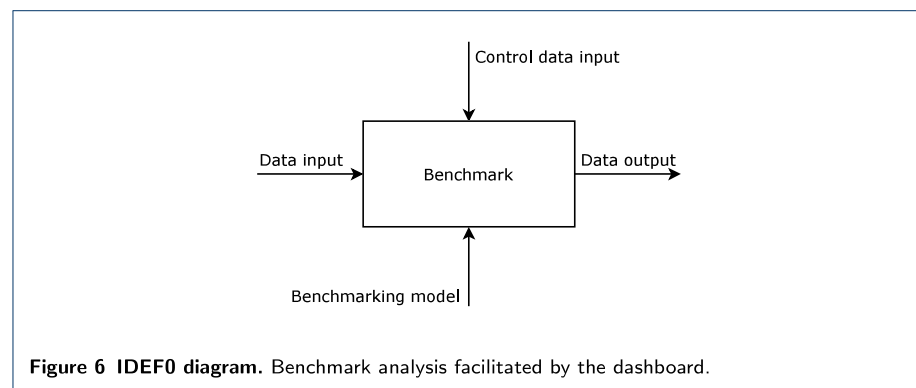 Control data input
Data input
Benchmark
Data output
Benchmarking model
Figure 6 IDEF0 diagram. Benchmark analysis facilitated by the dashboard.